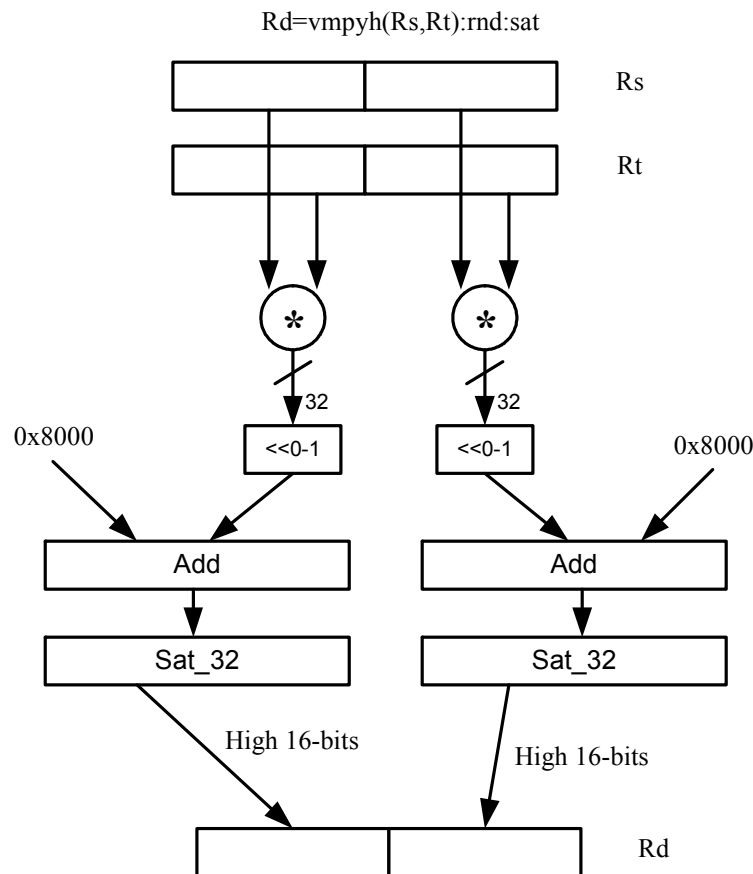 Rd=vmpyh(Rs,Rt):rnd:sat
Rs
Rt
* *
32 32
0x8000 <<0-1 <<0-1 0x8000
Add Add
Sat_32 Sat_32
High 16-bits High 16-bits
Rd